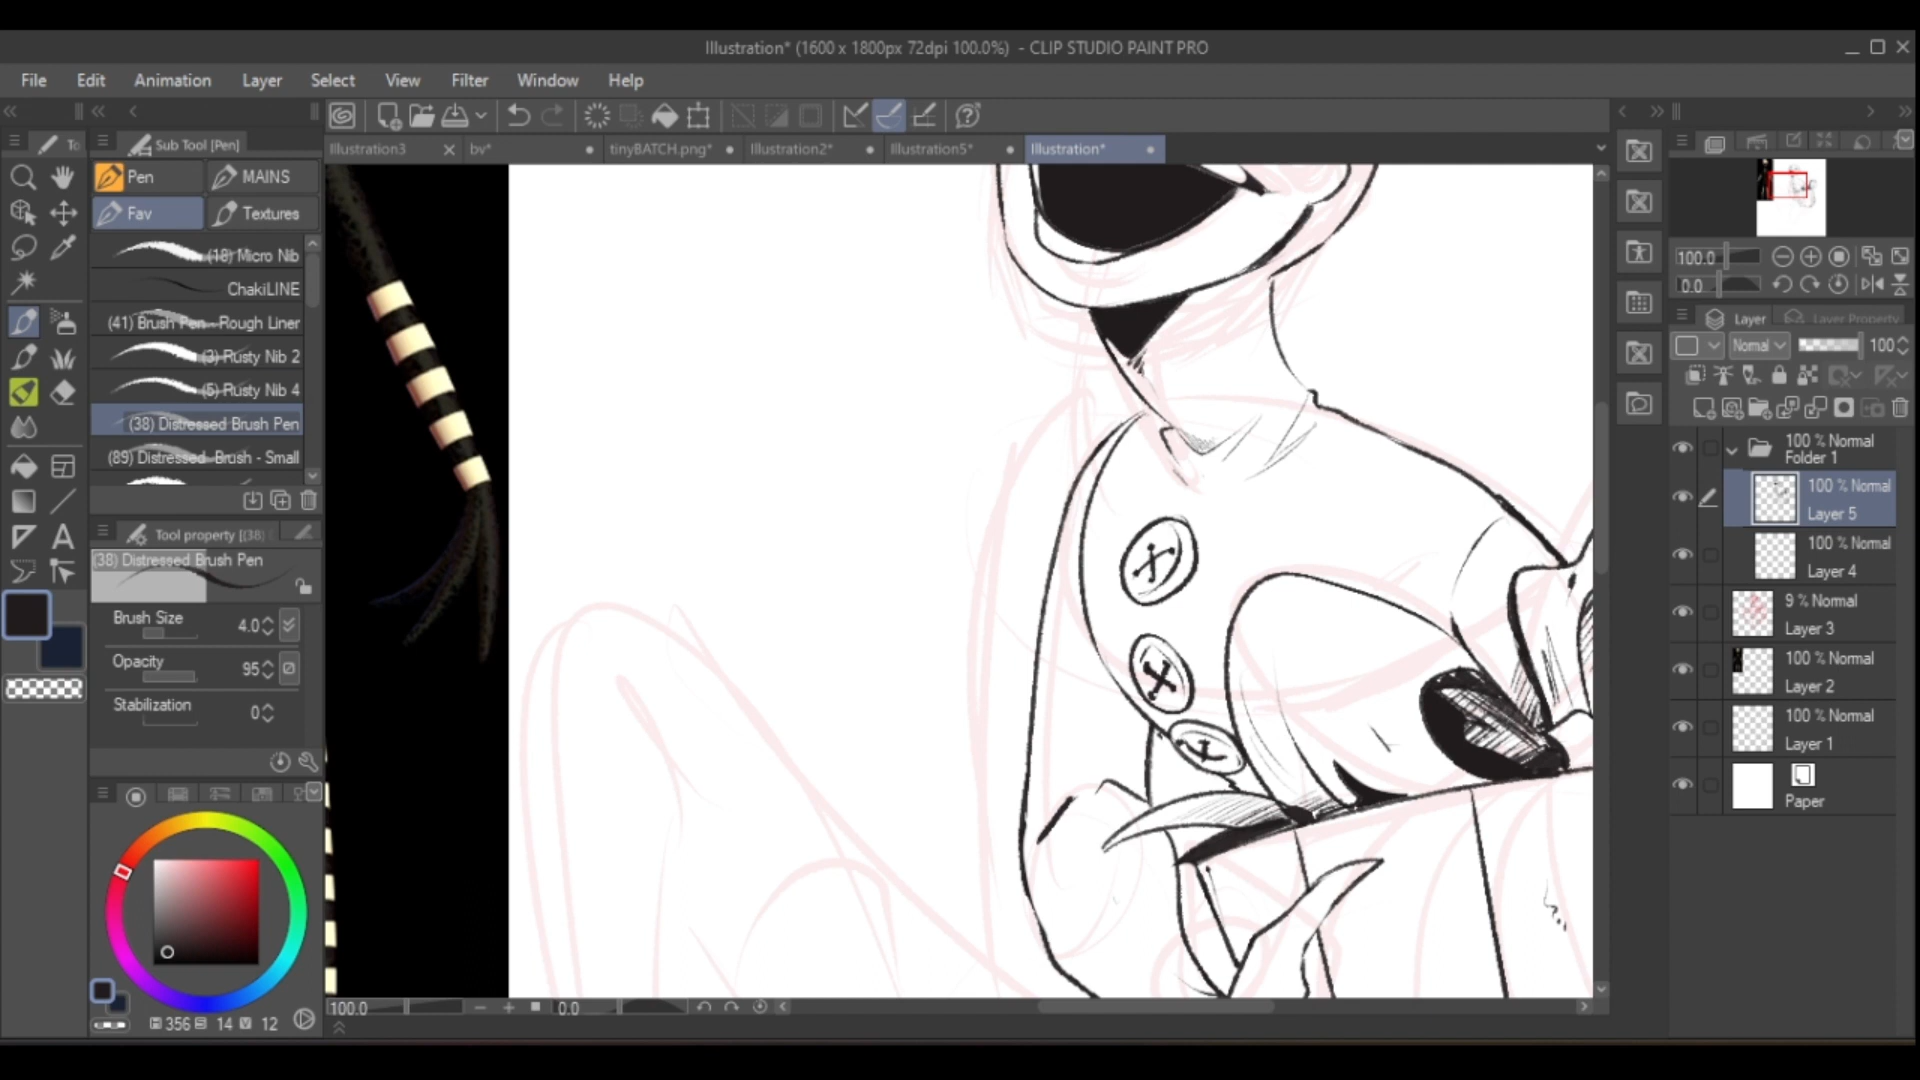 Illustration* (1600 x 1800px 72dpi 100.0%) - CLIP STUDIO PAINT PRO
File Edit Animation Layer Select View Filter Window Help
To
Sub Tool [Pen]
Illustration3
bv*
tinyBATCH.png*
Illustration2*
Illustration5*
Illustration*
Pen
MAINS
Fav
Textures
(18) Micro Nib
ChakiLINE
(41) Brush Pen - Rough Liner
(3) Rusty Nib 2
(5) Rusty Nib 4
(38) Distressed Brush Pen
(89) Distressed Brush - Small
Tool property [(38)
(38) Distressed Brush Pen
Brush Size 4.0
Opacity 95
Stabilization 0
356 14 12
100.0 0.0
100.0
0.0
Layer
Layer Property
Normal 100
100 % Normal
Folder 1
100 % Normal
Layer 5
100 % Normal
Layer 4
9 % Normal
Layer 3
100 % Normal
Layer 2
100 % Normal
Layer 1
Paper